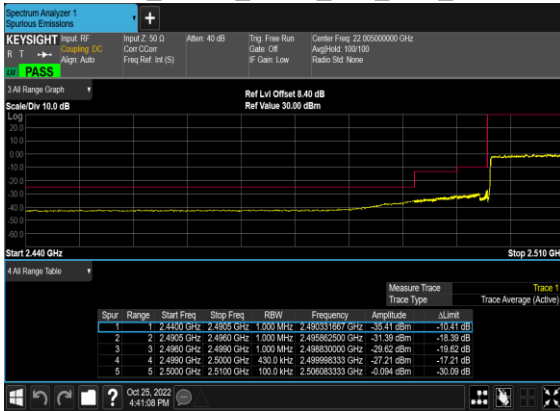 Spectrum Analyzer 1
Spurious Emissions
+
KEYSIGHT Input: RF Input Z: 50 Ω Atten: 40 dB Trig: Free Run Center Freq: 22.005000000 GHz
R T Coupling: DC Corr CCorr Gate: Off Avg|Hold: 100/100
Align: Auto Freq Ref: Int (S) IF Gain: Low Radio Std: None
PASS
3 All Range Graph
Ref Lvl Offset 8.40 dB
Scale/Div 10.0 dB Ref Value 30.00 dBm
Log
20.0
10.0
0.00
-10.0
-20.0
-30.0
-40.0
-50.0
-60.0
Start 2.440 GHz Stop 2.510 GHz
4 All Range Table
Measure Trace Trace 1
Trace Type Trace Average (Active)
Spur Range Start Freq Stop Freq RBW Frequency Amplitude ΔLimit
1 1 2.4400 GHz 2.4905 GHz 1.000 MHz 2.490331667 GHz -35.41 dBm -10.41 dB
2 2 2.4905 GHz 2.4960 GHz 1.000 MHz 2.495862500 GHz -31.39 dBm -18.39 dB
3 3 2.4960 GHz 2.4990 GHz 1.000 MHz 2.498830000 GHz -29.62 dBm -19.62 dB
4 4 2.4990 GHz 2.5000 GHz 430.0 kHz 2.499998333 GHz -27.21 dBm -17.21 dB
5 5 2.5000 GHz 2.5100 GHz 100.0 kHz 2.506083333 GHz -0.094 dBm -30.09 dB
? Oct 25, 2022
4:41:08 PM